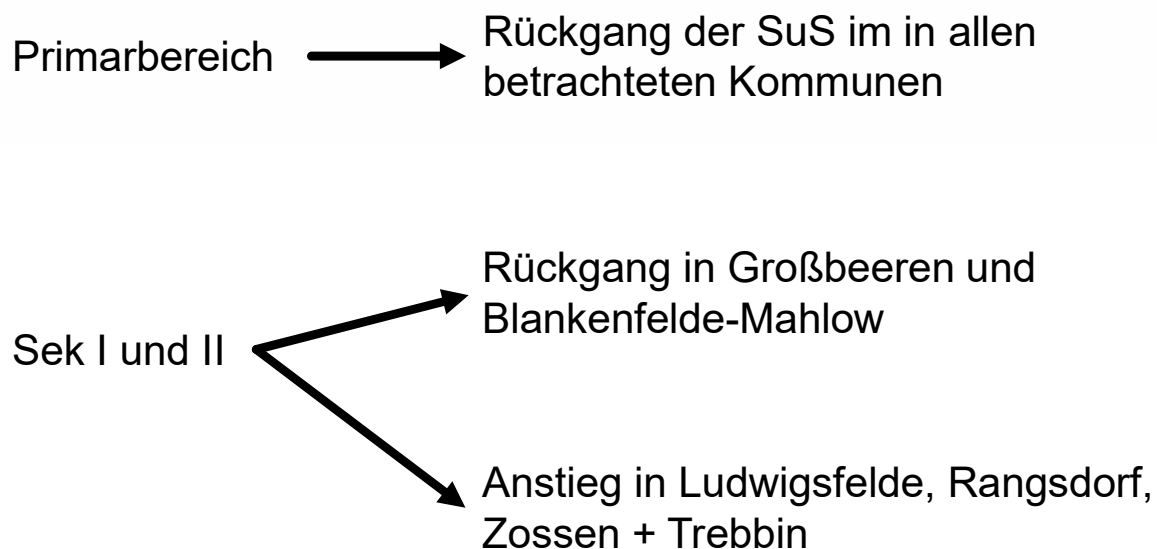 Primarbereich
Rückgang der SuS im in allen
betrachteten Kommunen
Sek I und II
Rückgang in Großbeeren und
Blankenfelde-Mahlow
Anstieg in Ludwigsfelde, Rangsdorf,
Zossen + Trebbin